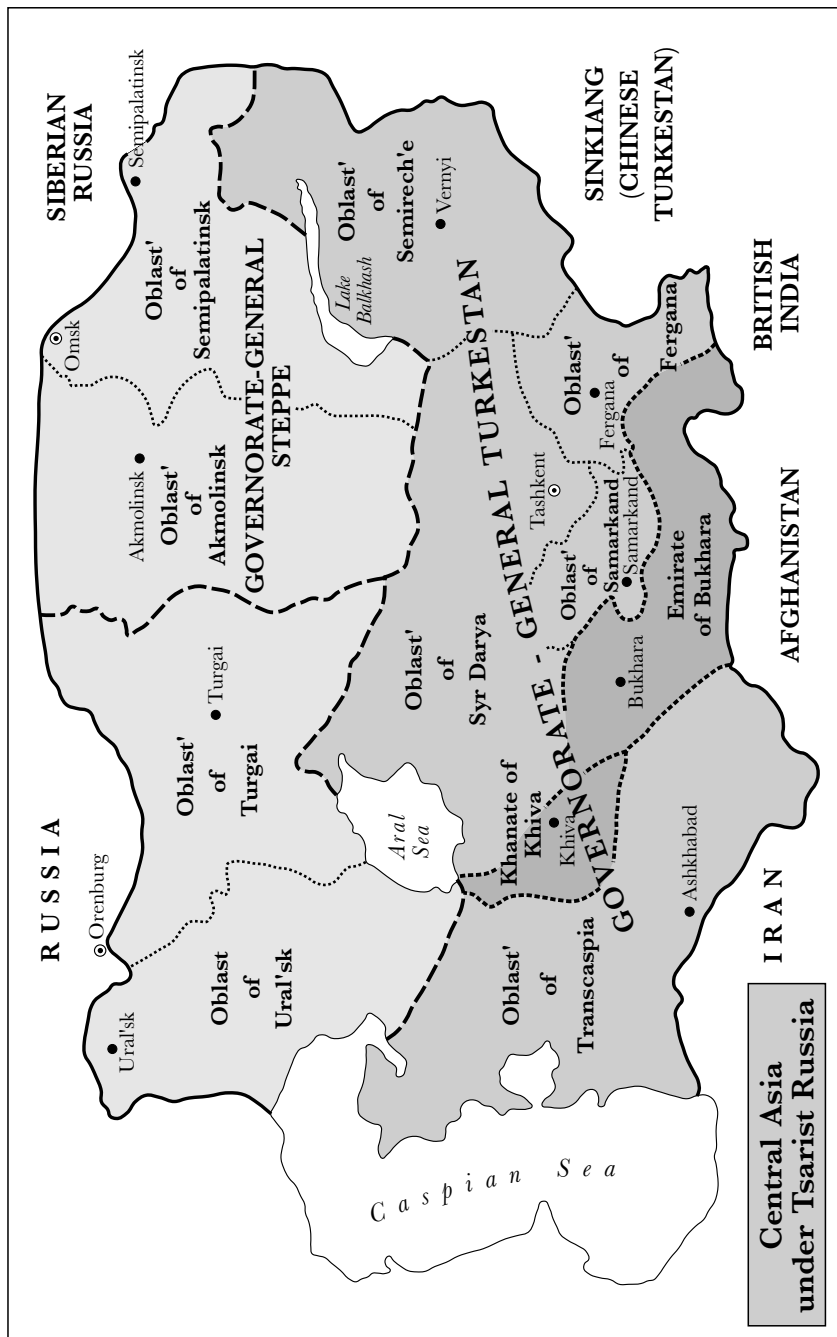 RUSSIA
SIBERIAN
RUSSIA
Orenburg
Omsk
Ural'sk
Semipalatinsk
Akmolinsk
Oblast'
of
Akmolinsk
Oblast'
of
Semipalatinsk
Turgai
Oblast'
of
Turgai
Oblast
of
Ural'sk
GOVERNORATE-GENERAL
STEPPE
Lake
Balkhash
Oblast'
of
Semirech'e
Vernyi
Aral
Sea
Oblast'
of
Syr Darya
GOVERNORATE - GENERAL TURKESTAN
Caspian Sea
Oblast'
of
Transcaspia
Khanate of
Khiva
Khiva
Tashkent
Oblast'
of
Samarkand
Samarkand
Oblast'
of
Fergana
Fergana
Bukhara
Emirate
of Bukhara
Ashkhabad
SINKIANG
(CHINESE
TURKESTAN)
BRITISH
INDIA
AFGHANISTAN
IRAN
Central Asia
under Tsarist Russia